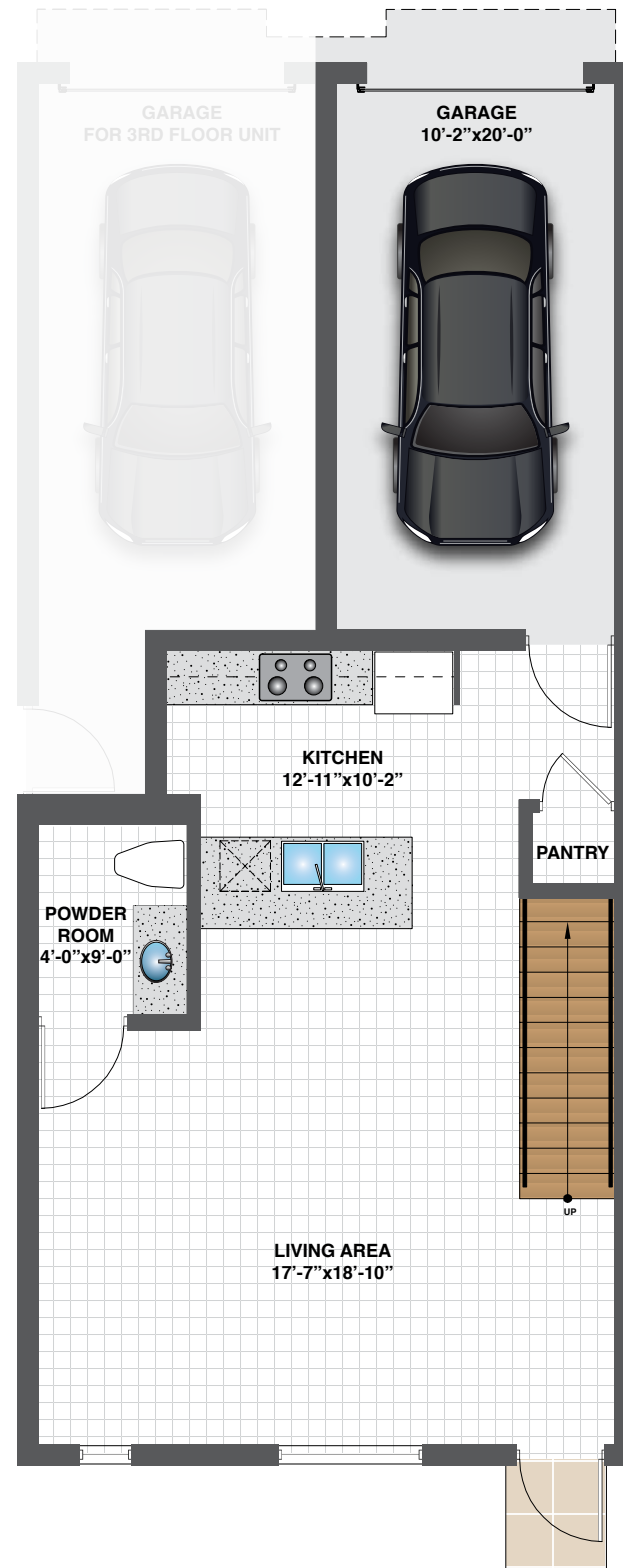 GARAGE
FOR 3RD FLOOR UNIT
GARAGE
10’-2”x20’-0”
KITCHEN
12’-11”x10’-2”
PANTRY
POWDER
ROOM
4’-0”x9’-0”
UP
LIVING AREA
17’-7”x18’-10”